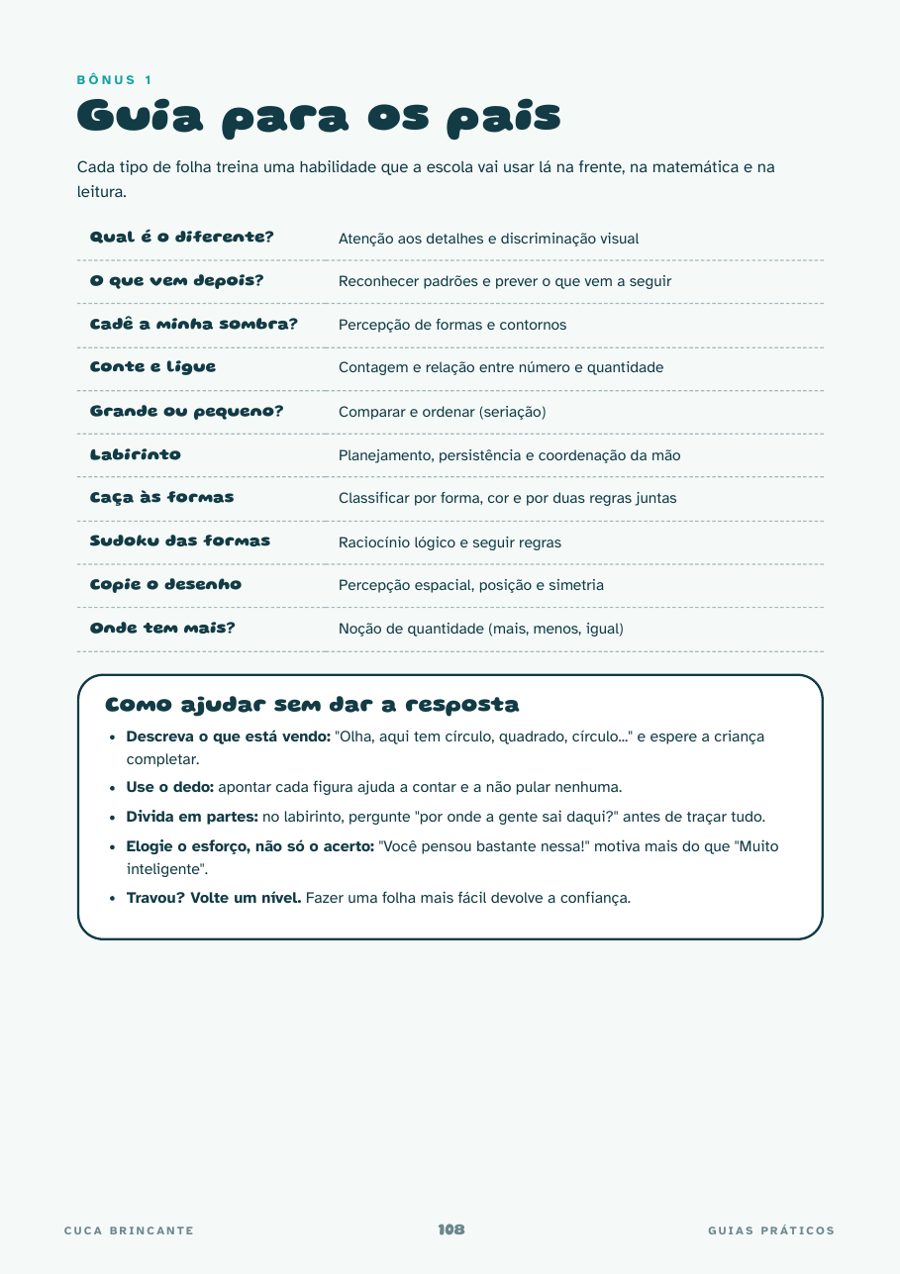 BÔNUS 1
Guia para os pais
Cada tipo de folha treina uma habilidade que a escola vai usar lá na frente, na matemática e na
leitura.
Qual é o diferente? Atenção aos detalhes e discriminação visual
O que vem depois? Reconhecer padrões e prever o que vem a seguir
Cadê a minha sombra? Percepção de formas e contornos
Conte e ligue Contagem e relação entre número e quantidade
Grande ou pequeno? Comparar e ordenar (seriação)
Labirinto Planejamento, persistência e coordenação da mão
Caça às formas Classificar por forma, cor e por duas regras juntas
Sudoku das formas Raciocínio lógico e seguir regras
Copie o desenho Percepção espacial, posição e simetria
Onde tem mais? Noção de quantidade (mais, menos, igual)
Como ajudar sem dar a resposta
• Descreva o que está vendo: "Olha, aqui tem círculo, quadrado, círculo..." e espere a criança
completar.
• Use o dedo: apontar cada figura ajuda a contar e a não pular nenhuma.
• Divida em partes: no labirinto, pergunte "por onde a gente sai daqui?" antes de traçar tudo.
• Elogie o esforço, não só o acerto: "Você pensou bastante nessa!" motiva mais do que "Muito
inteligente".
• Travou? Volte um nível. Fazer uma folha mais fácil devolve a confiança.
CUCA BRINCANTE 108 GUIAS PRÁTICOS